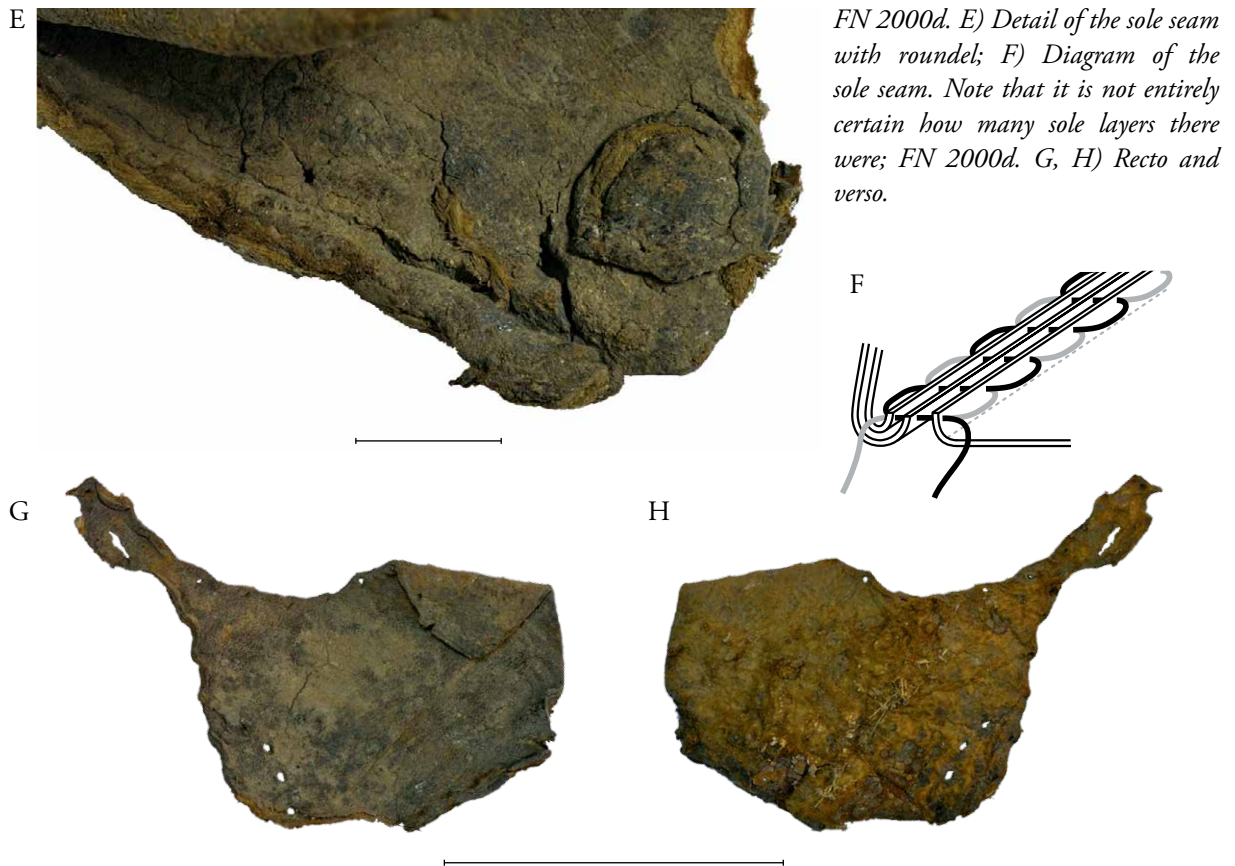 E
FN 2000d. E) Detail of the sole seam
with roundel; F) Diagram of the
sole seam. Note that it is not entirely
certain how many sole layers there
were; FN 2000d. G, H) Recto and
verso.
F
G
H